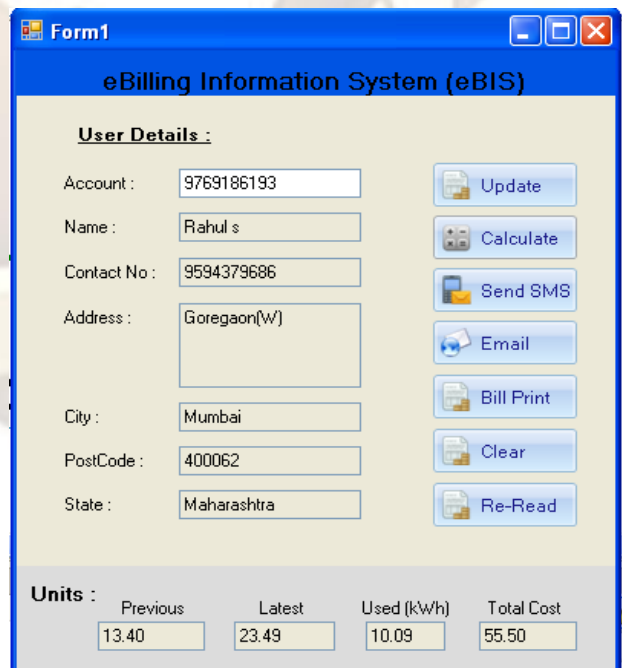 Form1
eBilling Information System (eBIS)
User Details :
Account : 9769186193
Update
Name : Rahul s
Calculate
Contact No : 9594379686
Send SMS
Address : Goregaon(W)
Email
Bill Print
City : Mumbai
Clear
PostCode : 400062
State : Maharashtra
Re-Read
Units :
Previous Latest Used (kWh) Total Cost
13.40 23.49 10.09 55.50